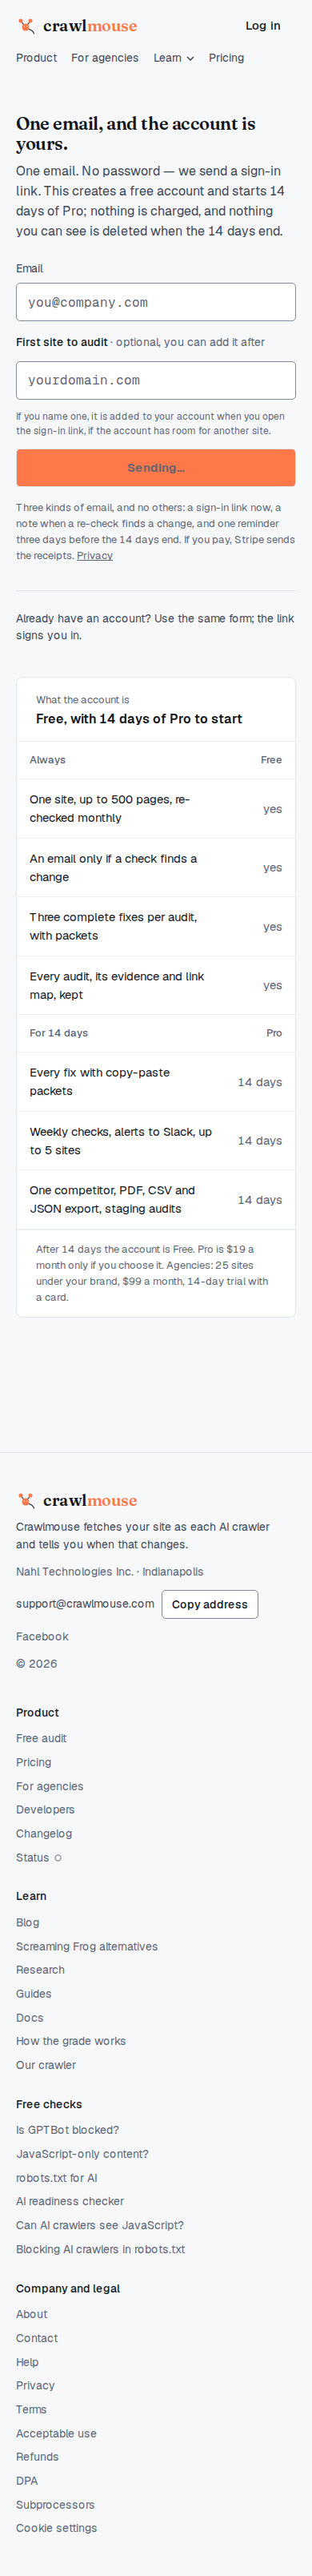 crawlmouse
Log in
Product For agencies Learn Pricing
One email, and the account is
yours.
One email. No password — we send a sign-in
link. This creates a free account and starts 14
days of Pro; nothing is charged, and nothing
you can see is deleted when the 14 days end.
Email
you@company.com
First site to audit · optional, you can add it after
yourdomain.com
If you name one, it is added to your account when you open
the sign-in link, if the account has room for another site.
Sending...
Three kinds of email, and no others: a sign-in link now, a
note when a re-check finds a change, and one reminder
three days before the 14 days end. If you pay, Stripe sends
the receipts. Privacy
Already have an account? Use the same form; the link
signs you in.
What the account is
Free, with 14 days of Pro to start
Always Free
One site, up to 500 pages, re-
checked monthly
yes
An email only if a check finds a
change
yes
Three complete fixes per audit,
with packets
yes
Every audit, its evidence and link
map, kept
yes
For 14 days Pro
Every fix with copy-paste
packets
14 days
Weekly checks, alerts to Slack, up
to 5 sites
14 days
One competitor, PDF, CSV and
JSON export, staging audits
14 days
After 14 days the account is Free. Pro is $19 a
month only if you choose it. Agencies: 25 sites
under your brand, $99 a month, 14-day trial with
a card.
crawlmouse
Crawlmouse fetches your site as each AI crawler
and tells you when that changes.
Nahl Technologies Inc. · Indianapolis
support@crawlmouse.com Copy address
Facebook
© 2026
Product
Free audit
Pricing
For agencies
Developers
Changelog
Status
Learn
Blog
Screaming Frog alternatives
Research
Guides
Docs
How the grade works
Our crawler
Free checks
Is GPTBot blocked?
JavaScript-only content?
robots.txt for AI
AI readiness checker
Can AI crawlers see JavaScript?
Blocking AI crawlers in robots.txt
Company and legal
About
Contact
Help
Privacy
Terms
Acceptable use
Refunds
DPA
Subprocessors
Cookie settings